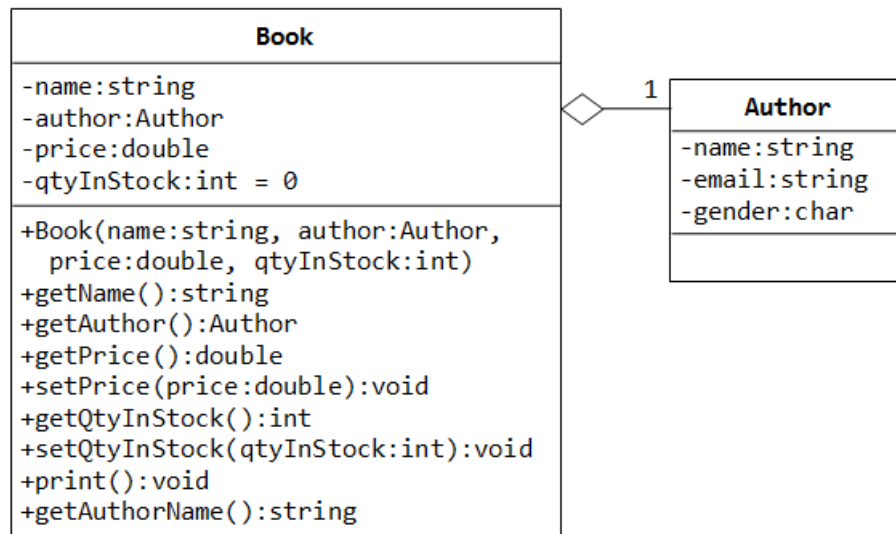 Book
-name:string
-author:Author
-price:double
-qtyInStock:int = 0
+Book(name:string, author:Author,
price:double, qtyInStock:int)
+getName():string
+getAuthor():Author
+getPrice():double
+setPrice(price:double):void
+getQtyInStock():int
+setQtyInStock(qtyInStock:int):void
+print():void
+getAuthorName():string
1
Author
-name:string
-email:string
-gender:char